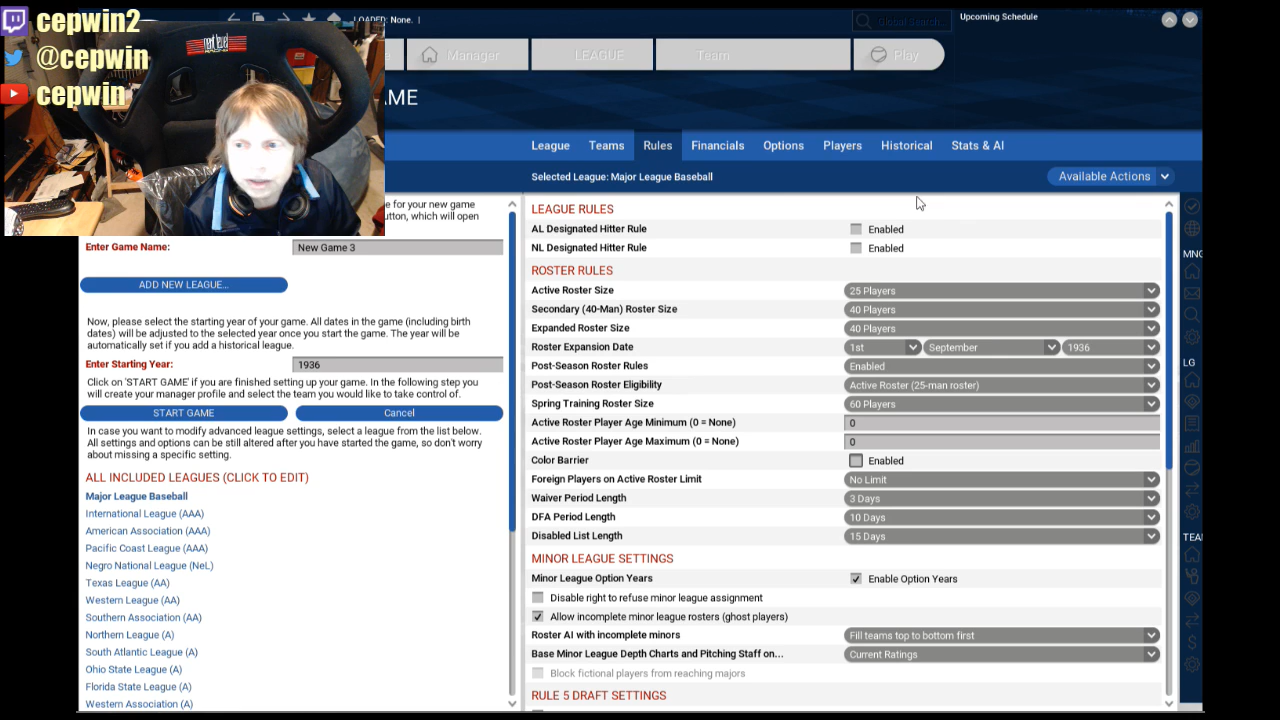 cepwin2
@cepwin
cepwin
next level
LOADED: None.
Global Search...
Upcoming Schedule
Manager
LEAGUE
Team
Play
AME
League
Teams
Rules
Financials
Options
Players
Historical
Stats & AI
Selected League: Major League Baseball
Available Actions
e for your new game
utton, which will open
Enter Game Name:
New Game 3
ADD NEW LEAGUE...
Now, please select the starting year of your game. All dates in the game (including birth
dates) will be adjusted to the selected year once you start the game. The year will be
automatically set if you add a historical league.
Enter Starting Year:
1936
Click on 'START GAME' if you are finished setting up your game. In the following step you
will create your manager profile and select the team you would like to take control of.
START GAME
Cancel
In case you want to modify advanced league settings, select a league from the list below.
All settings and options can be still altered after you have started the game, so don't worry
about missing a specific setting.
ALL INCLUDED LEAGUES (CLICK TO EDIT)
Major League Baseball
International League (AAA)
American Association (AAA)
Pacific Coast League (AAA)
Negro National League (NeL)
Texas League (AA)
Western League (AA)
Southern Association (AA)
Northern League (A)
South Atlantic League (A)
Ohio State League (A)
Florida State League (A)
Western Association (A)
LEAGUE RULES
AL Designated Hitter Rule
Enabled
NL Designated Hitter Rule
Enabled
ROSTER RULES
Active Roster Size
25 Players
Secondary (40-Man) Roster Size
40 Players
Expanded Roster Size
40 Players
Roster Expansion Date
1st
September
1936
Post-Season Roster Rules
Enabled
Post-Season Roster Eligibility
Active Roster (25-man roster)
Spring Training Roster Size
60 Players
Active Roster Player Age Minimum (0 = None)
0
Active Roster Player Age Maximum (0 = None)
0
Color Barrier
Enabled
Foreign Players on Active Roster Limit
No Limit
Waiver Period Length
3 Days
DFA Period Length
10 Days
Disabled List Length
15 Days
MINOR LEAGUE SETTINGS
Minor League Option Years
Enable Option Years
Disable right to refuse minor league assignment
Allow incomplete minor league rosters (ghost players)
Roster AI with incomplete minors
Fill teams top to bottom first
Base Minor League Depth Charts and Pitching Staff on...
Current Ratings
Block fictional players from reaching majors
RULE 5 DRAFT SETTINGS
MNG
LG
TEA